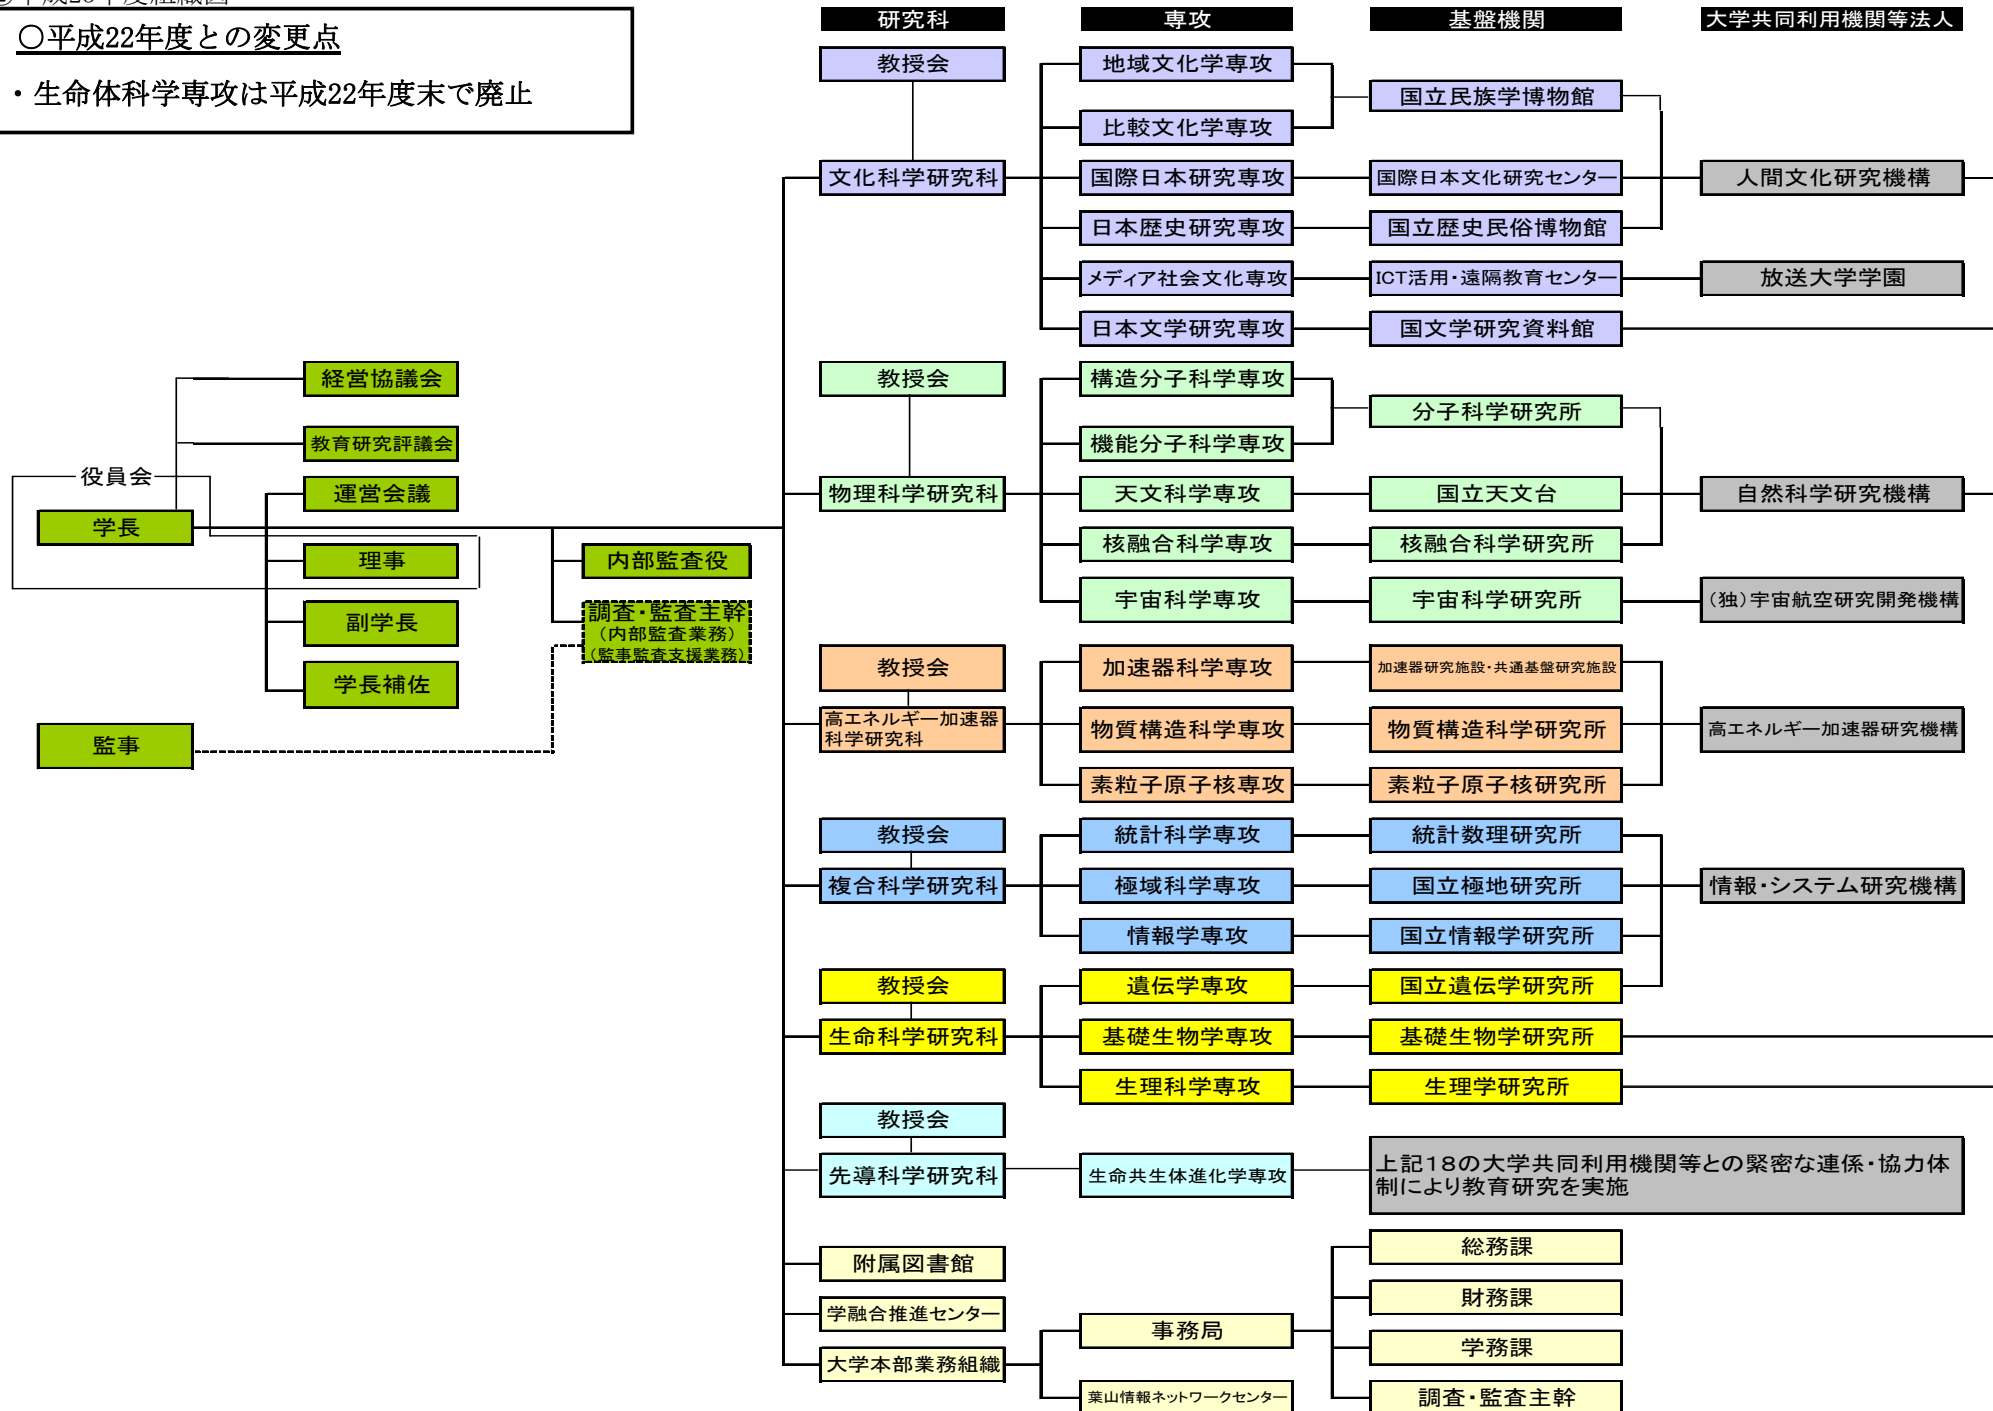 ○平成22年度との変更点
・生命体科学専攻は平成22年度末で廃止
研究科
専攻
基盤機関
大学共同利用機関等法人
教授会
地域文化学専攻
国立民族学博物館
比較文化学専攻
文化科学研究科
国際日本研究専攻
国際日本文化研究センター
人間文化研究機構
日本歴史研究専攻
国立歴史民俗博物館
メディア社会文化専攻
ICT活用・遠隔教育センター
放送大学学園
日本文学研究専攻
国文学研究資料館
経営協議会
教育研究評議会
役員会
運営会議
学長
理事
内部監査役
副学長
調査・監査主幹
(内部監査業務)
(監事監査支援業務)
学長補佐
監事
教授会
構造分子科学専攻
分子科学研究所
機能分子科学専攻
物理科学研究科
天文科学専攻
国立天文台
自然科学研究機構
核融合科学専攻
核融合科学研究所
宇宙科学専攻
宇宙科学研究所
(独)宇宙航空研究開発機構
教授会
加速器科学専攻
加速器研究施設・共通基盤研究施設
高エネルギー加速器
科学研究科
物質構造科学専攻
物質構造科学研究所
高エネルギー加速器研究機構
素粒子原子核専攻
素粒子原子核研究所
教授会
統計科学専攻
統計数理研究所
複合科学研究科
極域科学専攻
国立極地研究所
情報・システム研究機構
情報学専攻
国立情報学研究所
教授会
遺伝学専攻
国立遺伝学研究所
生命科学研究科
基礎生物学専攻
基礎生物学研究所
生理科学専攻
生理学研究所
教授会
先導科学研究科
生命共生体進化学専攻
上記18の大学共同利用機関等との緊密な連係・協力体
制により教育研究を実施
附属図書館
学融合推進センター
大学本部業務組織
事務局
葉山情報ネットワークセンター
総務課
財務課
学務課
調査・監査主幹